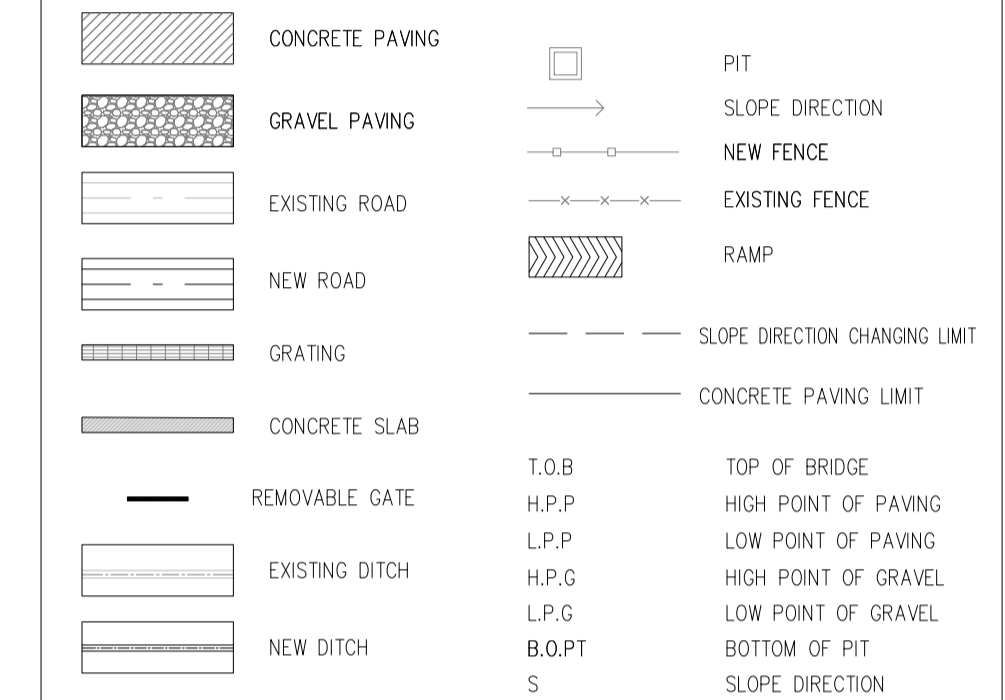 CONCRETE PAVING
GRAVEL PAVING
EXISTING ROAD
NEW ROAD
GRATING
CONCRETE SLAB
REMOVABLE GATE
EXISTING DITCH
NEW DITCH
PIT
SLOPE DIRECTION
NEW FENCE
EXISTING FENCE
RAMP
SLOPE DIRECTION CHANGING LIMIT
CONCRETE PAVING LIMIT
T.O.B TOP OF BRIDGE
H.P.P HIGH POINT OF PAVING
L.P.P LOW POINT OF PAVING
H.P.G HIGH POINT OF GRAVEL
L.P.G LOW POINT OF GRAVEL
B.O.PT BOTTOM OF PIT
S SLOPE DIRECTION